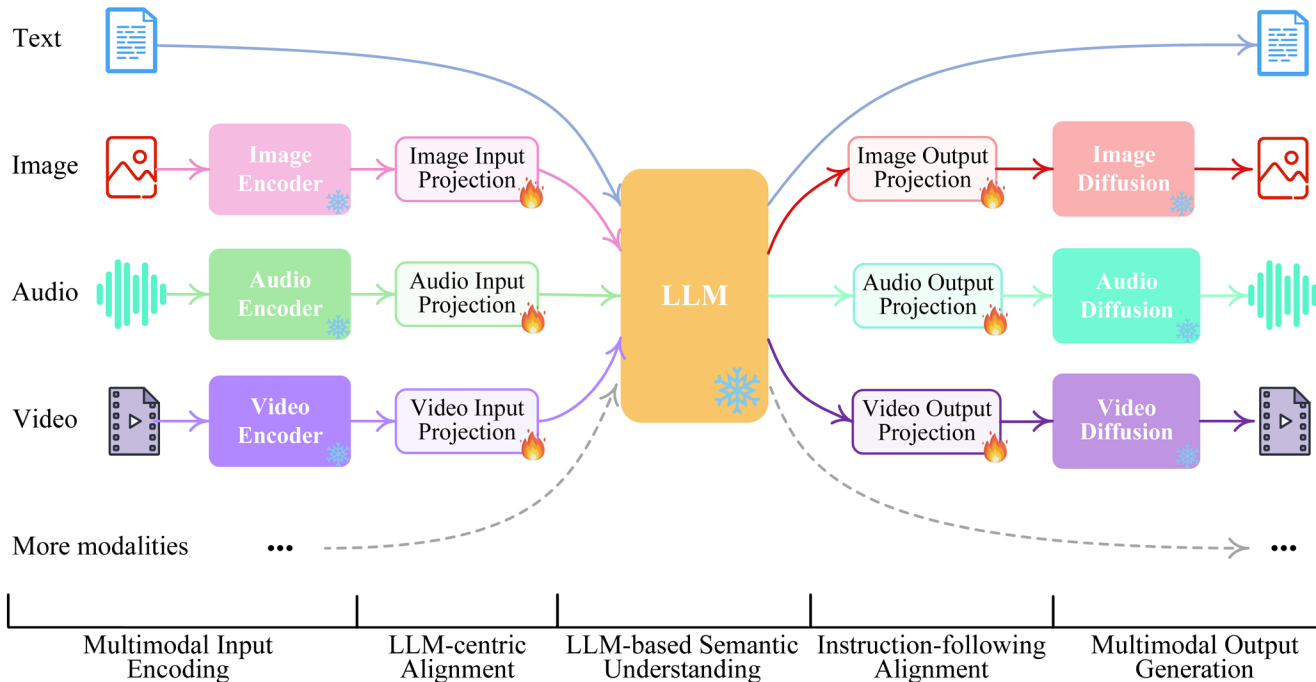 Text
Image
Image
Encoder
Image Input
Projection
Image Output
Projection
Image
Diffusion
Audio
Audio
Encoder
Audio Input
Projection
LLM
Audio Output
Projection
Audio
Diffusion
Video
Video
Encoder
Video Input
Projection
Video Output
Projection
Video
Diffusion
More modalities ...
...
Multimodal Input
Encoding
LLM-centric
Alignment
LLM-based Semantic
Understanding
Instruction-following
Alignment
Multimodal Output
Generation